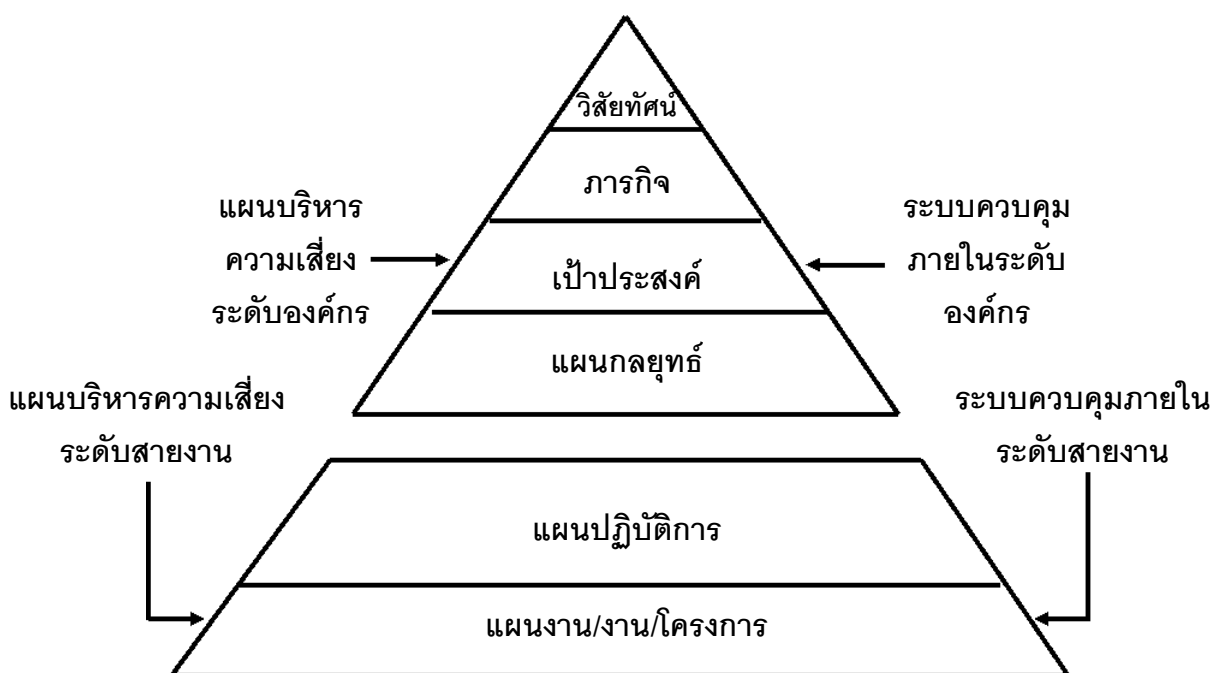 วิสัยทัศน์
ภารกิจ
แผนบริหาร
ความเสี่ยง
ระดับองค์กร
ระบบควบคุม
ภายในระดับ
องค์กร
เป้าประสงค์
แผนกลยุทธ์
แผนบริหารความเสี่ยง
ระดับสายงาน
ระบบควบคุมภายใน
ระดับสายงาน
แผนปฏิบัติการ
แผนงาน/งาน/โครงการ